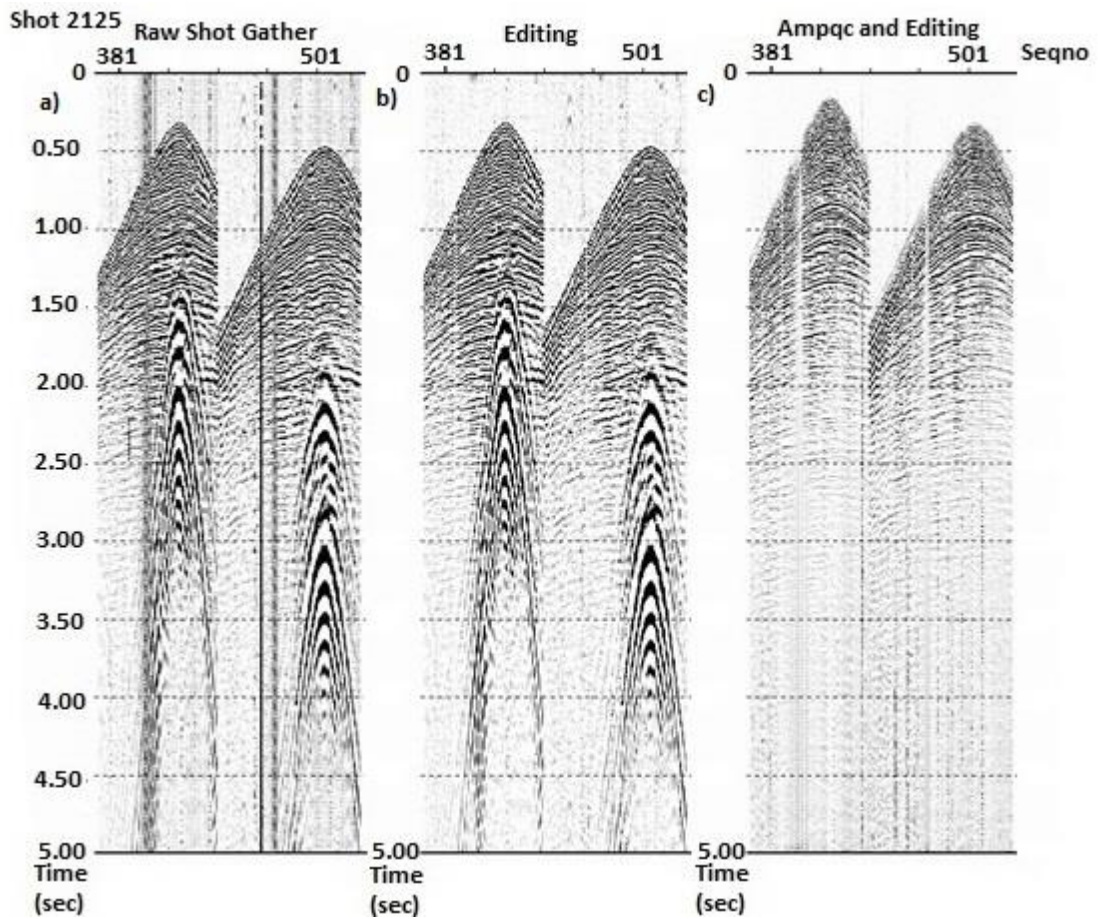 Shot 2125
Raw Shot Gather
Editing
Ampqc and Editing
381 501 381 501 381 501 Seqno
0 0 0
a) b) c)
0.50
1.00
1.50
2.00
2.50
3.00
3.50
4.00
4.50
5.00 5.00 5.00
Time Time Time
(sec) (sec) (sec)